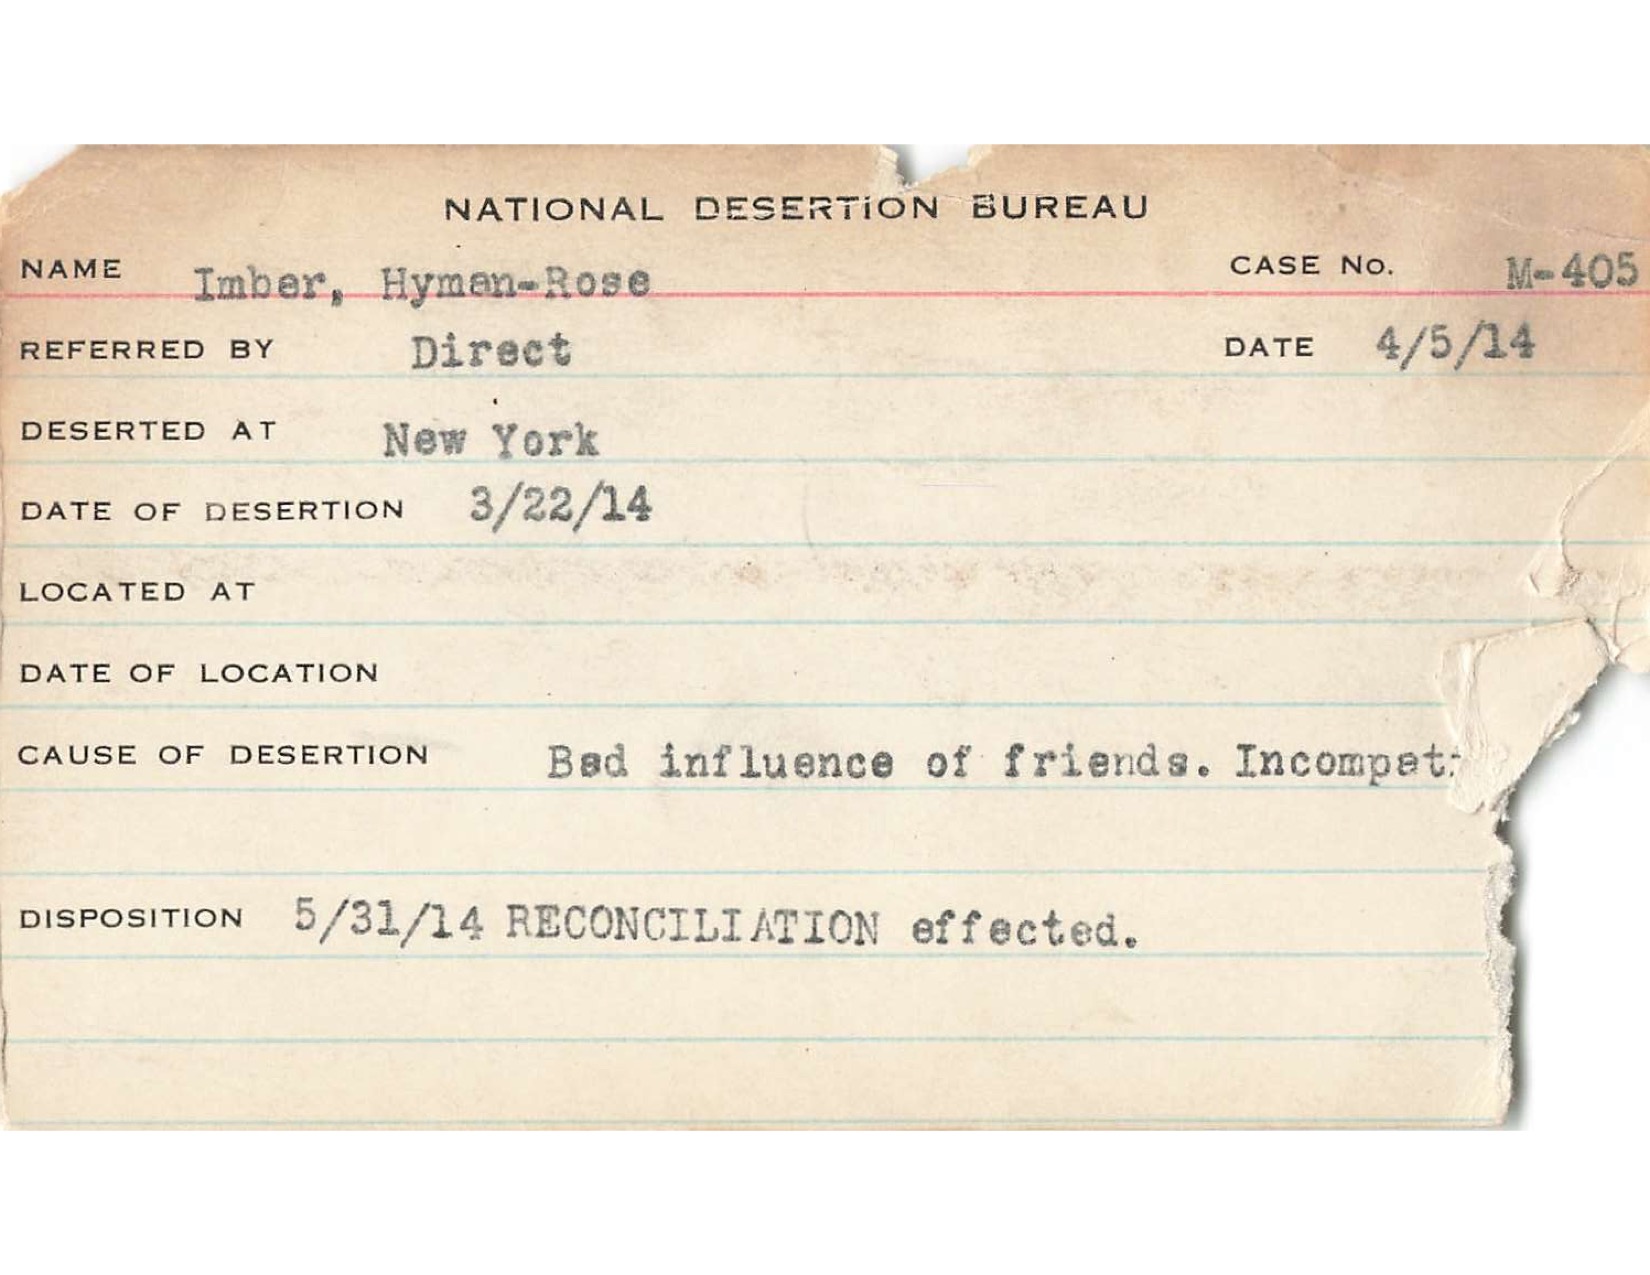 NATIONAL DESERTION BUREAU
NAME Imber, Hyman-Rose CASE No. M-405
REFERRED BY Direct DATE 4/5/14
DESERTED AT New York
DATE OF DESERTION 3/22/14
LOCATED AT
DATE OF LOCATION
CAUSE OF DESERTION Bad influence of friends. Incompati
DISPOSITION 5/31/14 RECONCILIATION effected.